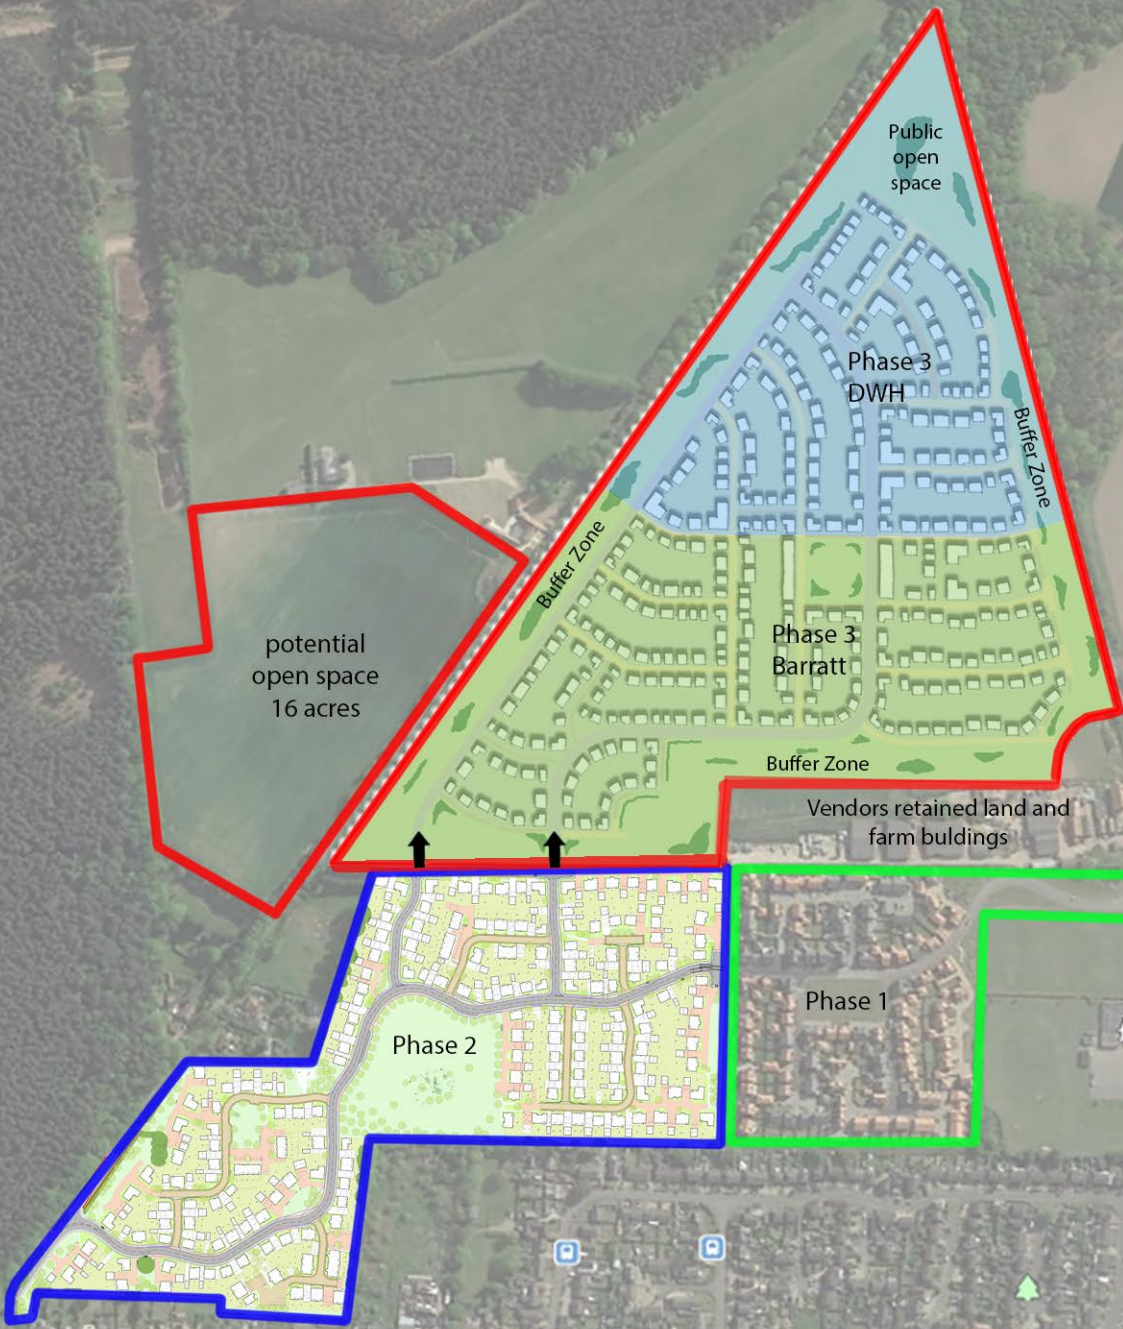 Public
open
space
Phase 3
DWH
Buffer Zone
Buffer Zone
potential
open space
16 acres
Phase 3
Barratt
Buffer Zone
Vendors retained land and
farm buldings
Phase 1
Phase 2